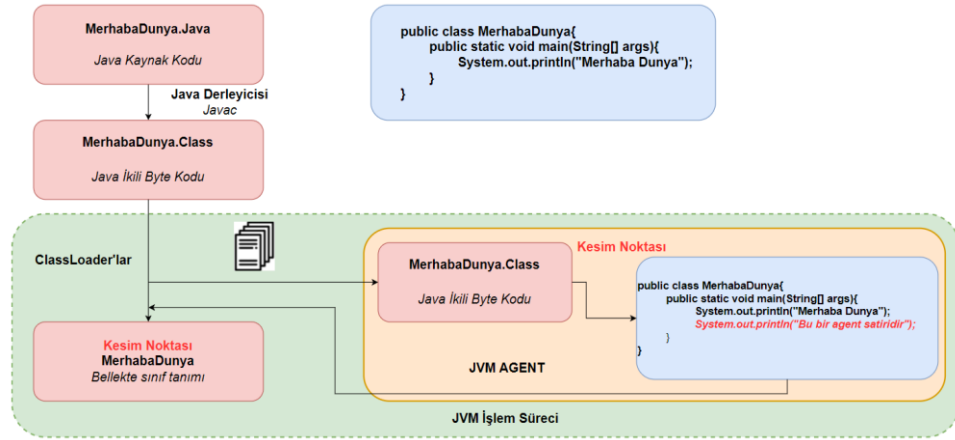 MerhabaDunya.Java
Java Kaynak Kodu
public class MerhabaDunya{
public static void main(String[] args){
System.out.println("Merhaba Dunya");
}
}
Java Derleyicisi
Javac
MerhabaDunya.Class
Java İkili Byte Kodu
ClassLoader'lar
Kesim Noktası
MerhabaDunya.Class
Java İkili Byte Kodu
public class MerhabaDunya{
public static void main(String[] args){
System.out.println("Merhaba Dunya");
System.out.println("Bu bir agent satiridir");
}
}
Kesim Noktası
MerhabaDunya
Bellekte sınıf tanımı
JVM AGENT
JVM İşlem Süreci